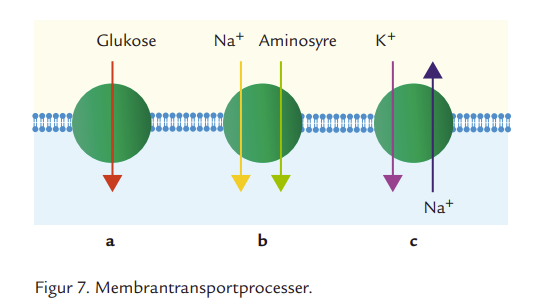 Glukose Na⁺ Aminosyre K⁺
Na⁺
a b c
Figur 7. Membrantransportprocesser.